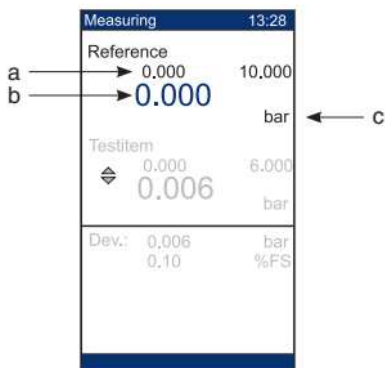 Measuring 13:28
Reference
a 0.000 10.000
b 0.000
bar c
Testitem
0.000 6.000
0.006
bar
Dev.: 0,006 bar
0.10 %FS